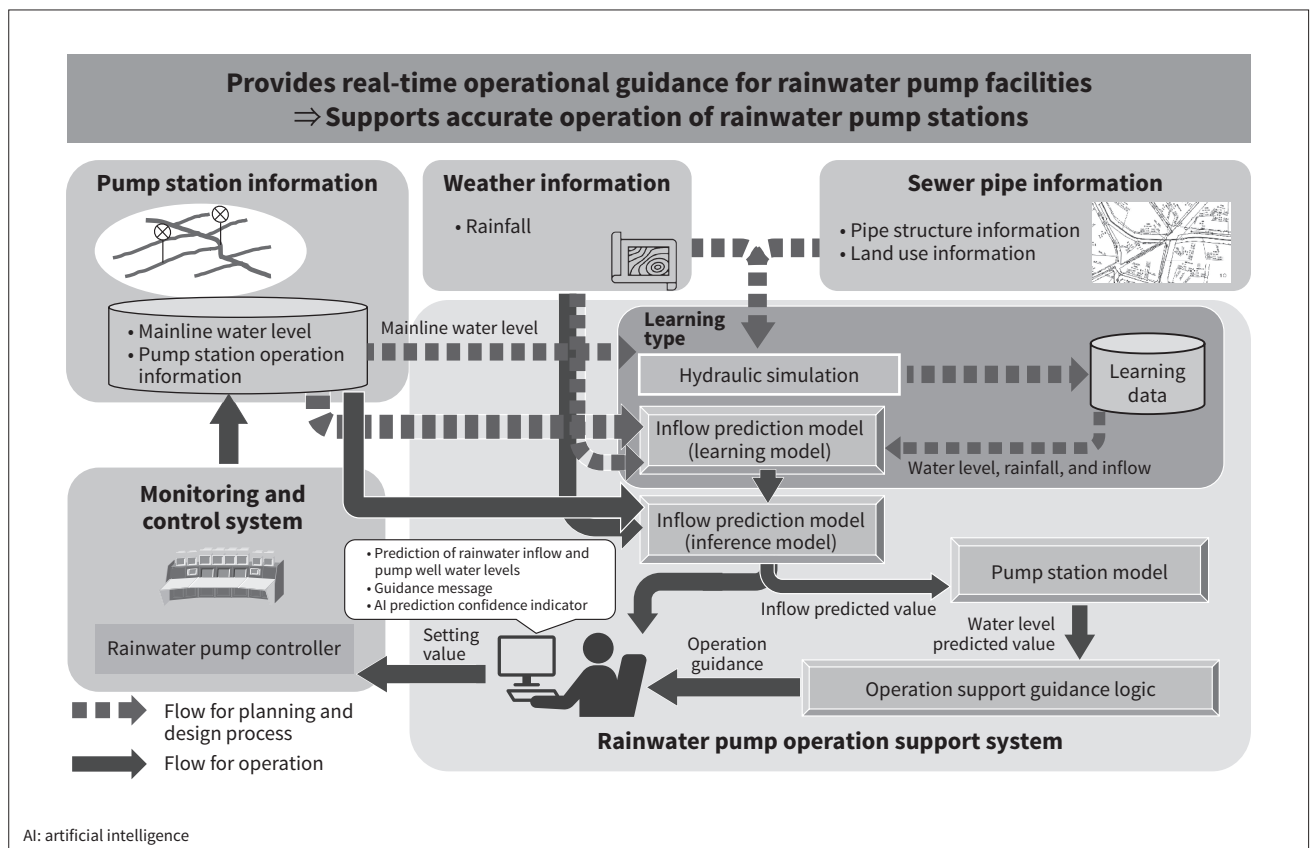 Provides real-time operational guidance for rainwater pump facilities
⇒ Supports accurate operation of rainwater pump stations
Pump station information
• Mainline water level
• Pump station operation
information
Weather information
• Rainfall
Sewer pipe information
• Pipe structure information
• Land use information
Mainline water level
Learning
type
Hydraulic simulation
Learning
data
Inflow prediction model
(learning model)
Water level, rainfall, and inflow
Monitoring and
control system
Inflow prediction model
(inference model)
• Prediction of rainwater inflow and
pump well water levels
• Guidance message
• AI prediction confidence indicator
Inflow predicted value
Pump station model
Water level
predicted value
Rainwater pump controller
Setting
value
Operation
guidance
Operation support guidance logic
Rainwater pump operation support system
Flow for planning and
design process
Flow for operation
AI: artificial intelligence